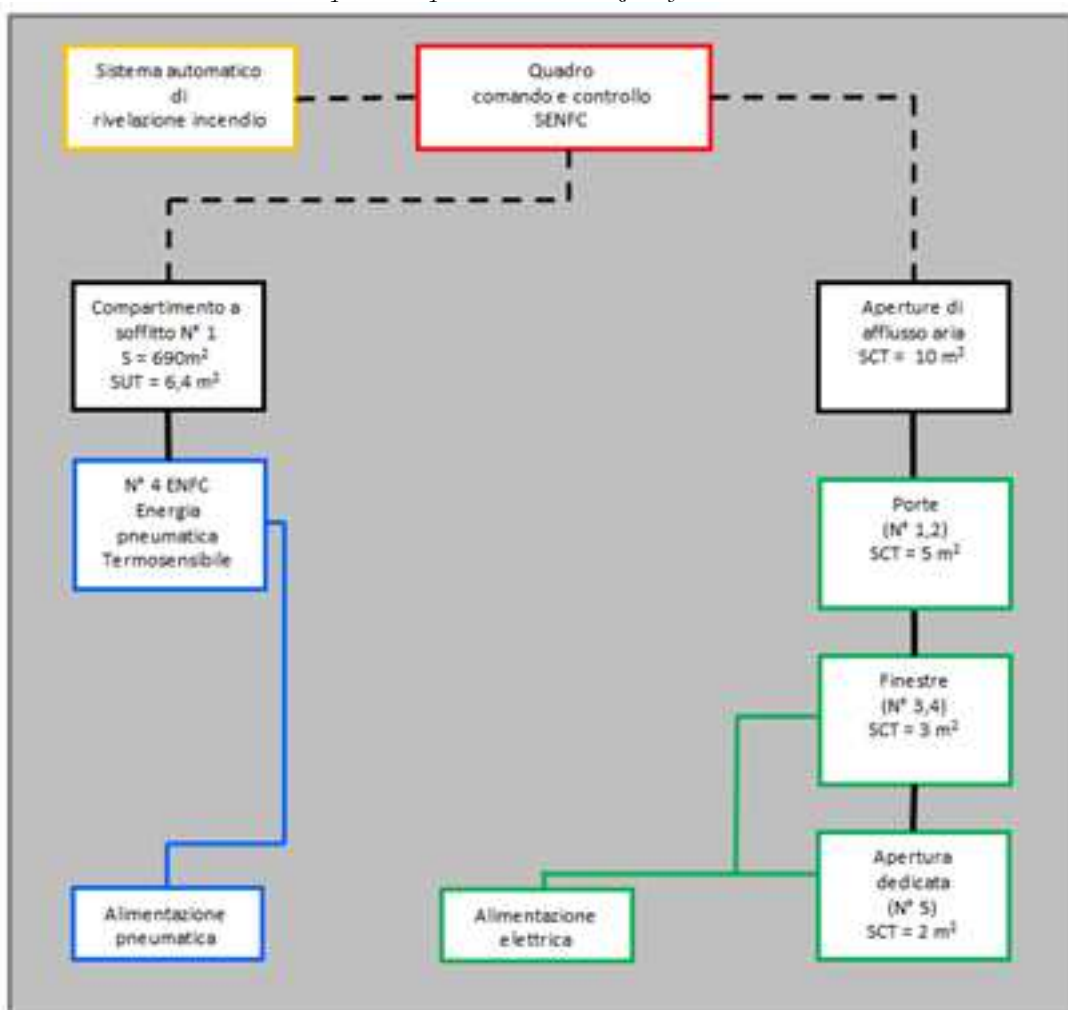 Sistema automatico
di
rivelazione incendio
Quadro
comando e controllo
SENFC
Compartimento a
soffitto N° 1
S = 690m²
SUT = 6,4 m²
Aperture di
afflusso aria
SCT = 10 m²
N° 4 ENFC
Energia
pneumatica
Termosensibile
Porte
(N° 1,2)
SCT = 5 m²
Finestre
(N° 3,4)
SCT = 3 m²
Apertura
dedicata
(N° 5)
SCT = 2 m²
Alimentazione
pneumatica
Alimentazione
elettrica